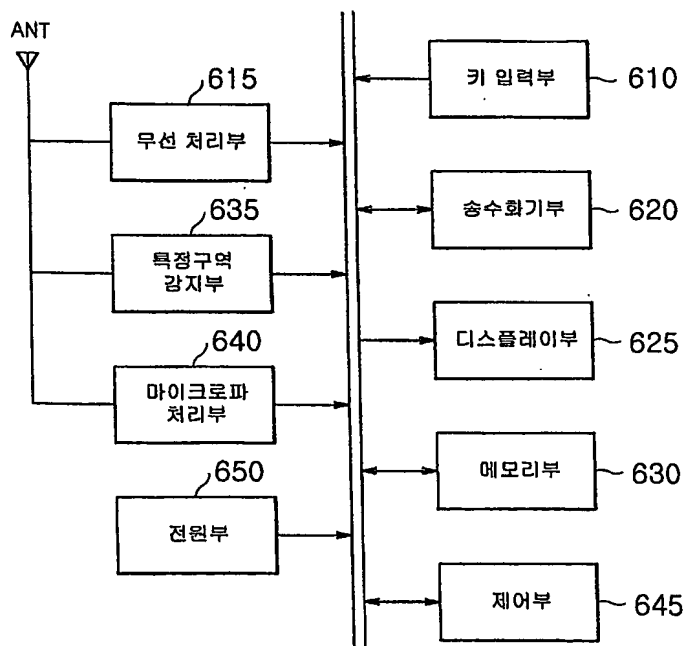 ANT
615
무선 처리부
635
특정구역
감지부
640
마이크로파
처리부
650
전원부
키 입력부
610
송수화기부
620
디스플레이부
625
메모리부
630
제어부
645